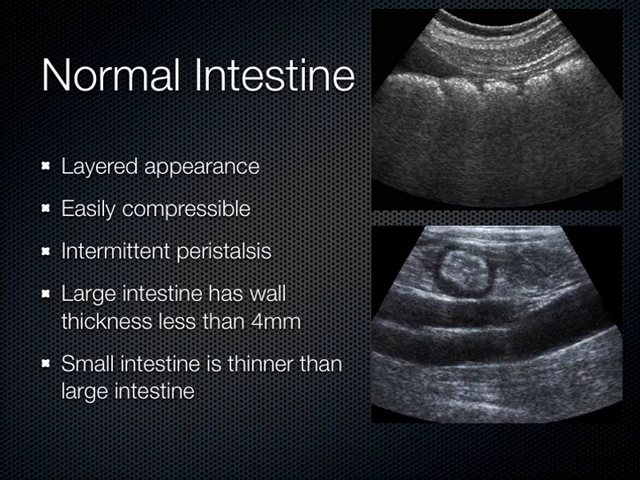 Normal Intestine
Layered appearance
Easily compressible
Intermittent peristalsis
Large intestine has wall
thickness less than 4mm
Small intestine is thinner than
large intestine